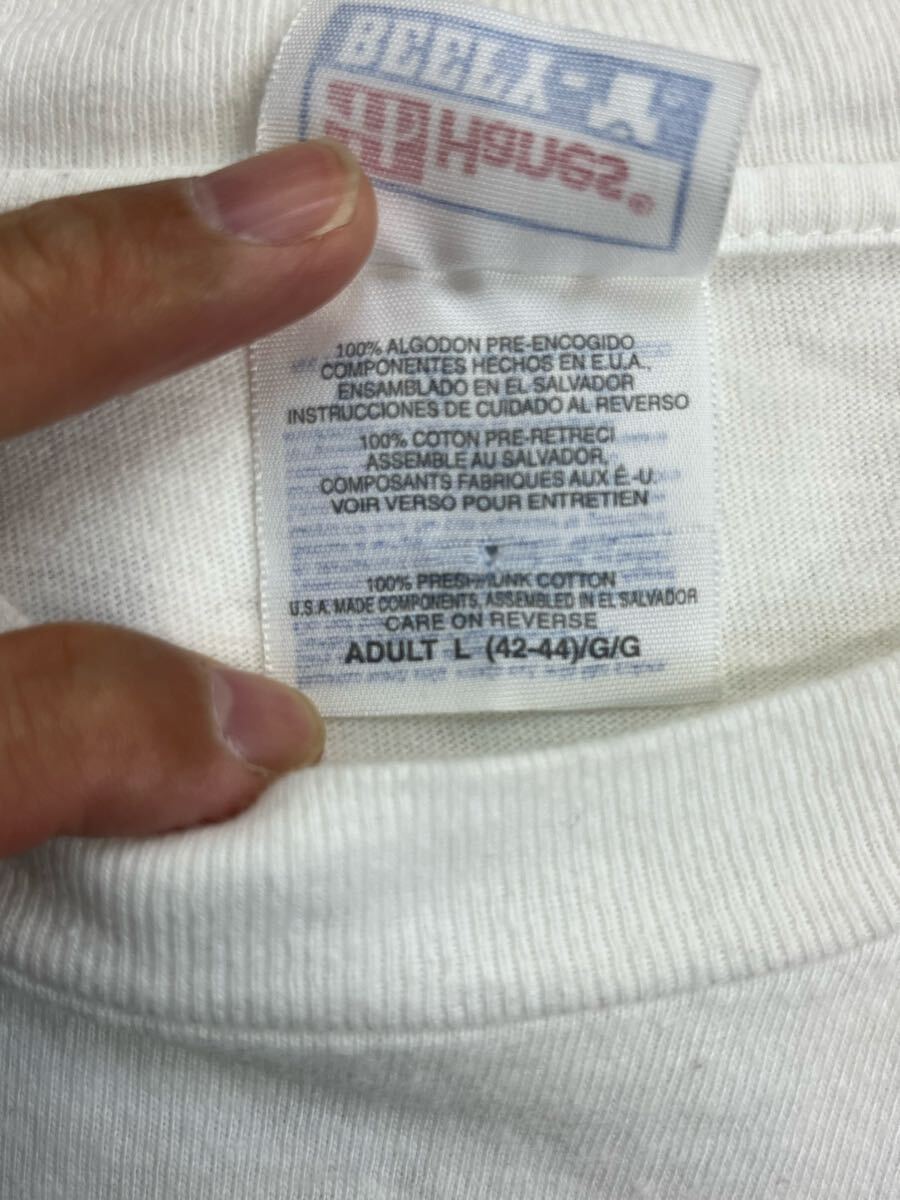 BEEFY-T
Hanes®
100% ALGODON PRE-ENCOGIDO
COMPONENTES HECHOS EN E.U.A.,
ENSAMBLADO EN EL SALVADOR
INSTRUCCIONES DE CUIDADO AL REVERSO
100% COTON PRE-RETRECI
ASSEMBLE AU SALVADOR,
COMPOSANTS FABRIQUES AUX É.-U.
VOIR VERSO POUR ENTRETIEN
100% PRESHRUNK COTTON
U.S.A. MADE COMPONENTS, ASSEMBLED IN EL SALVADOR
CARE ON REVERSE
ADULT L (42-44)/G/G